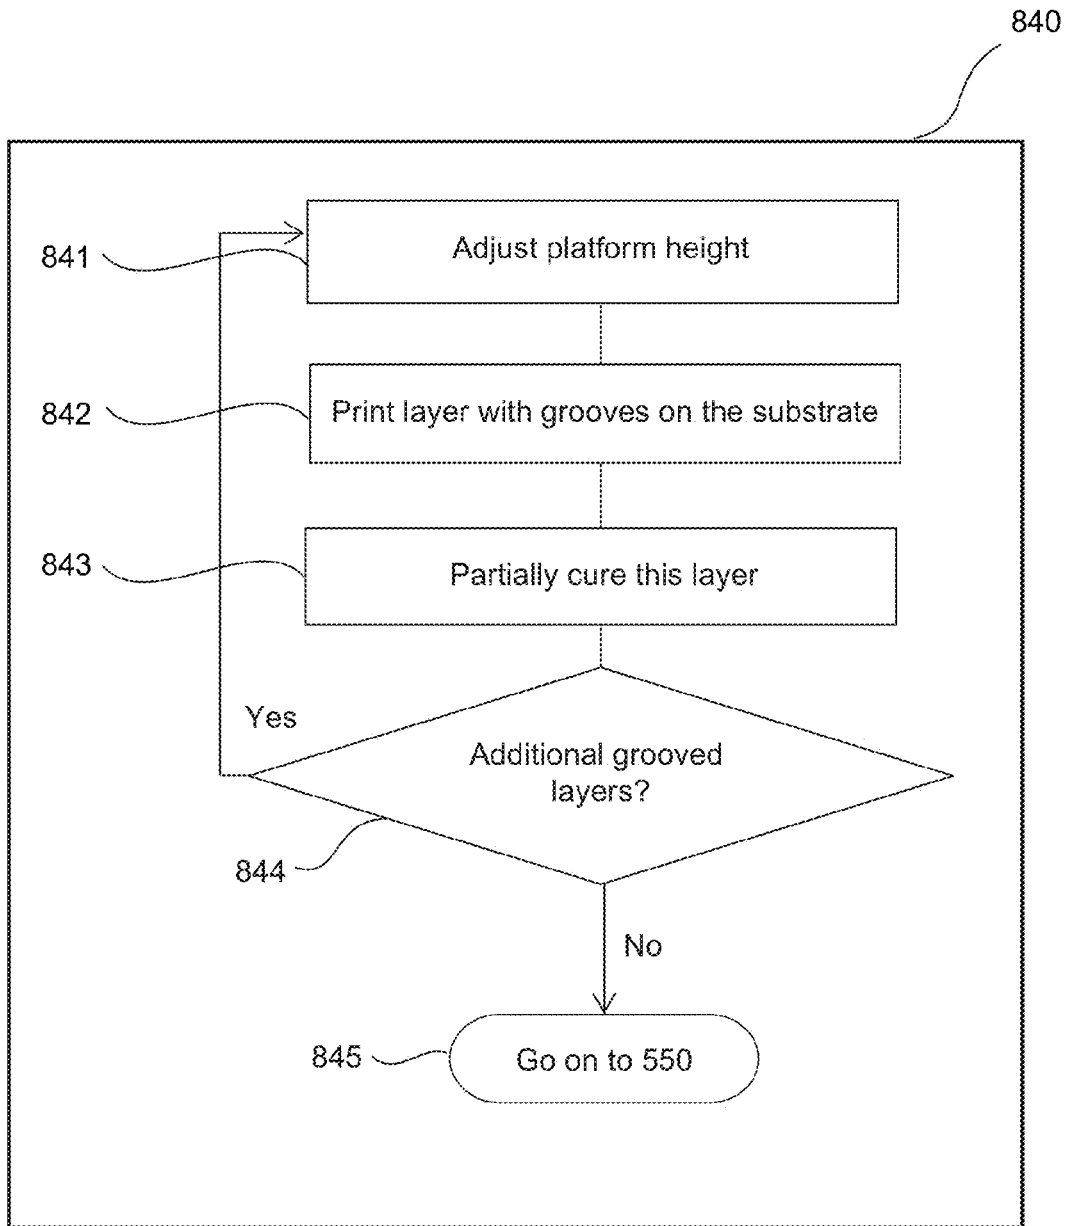 840
841
Adjust platform height
842
Print layer with grooves on the substrate
843
Partially cure this layer
Yes
Additional grooved
layers?
844
No
845
Go on to 550